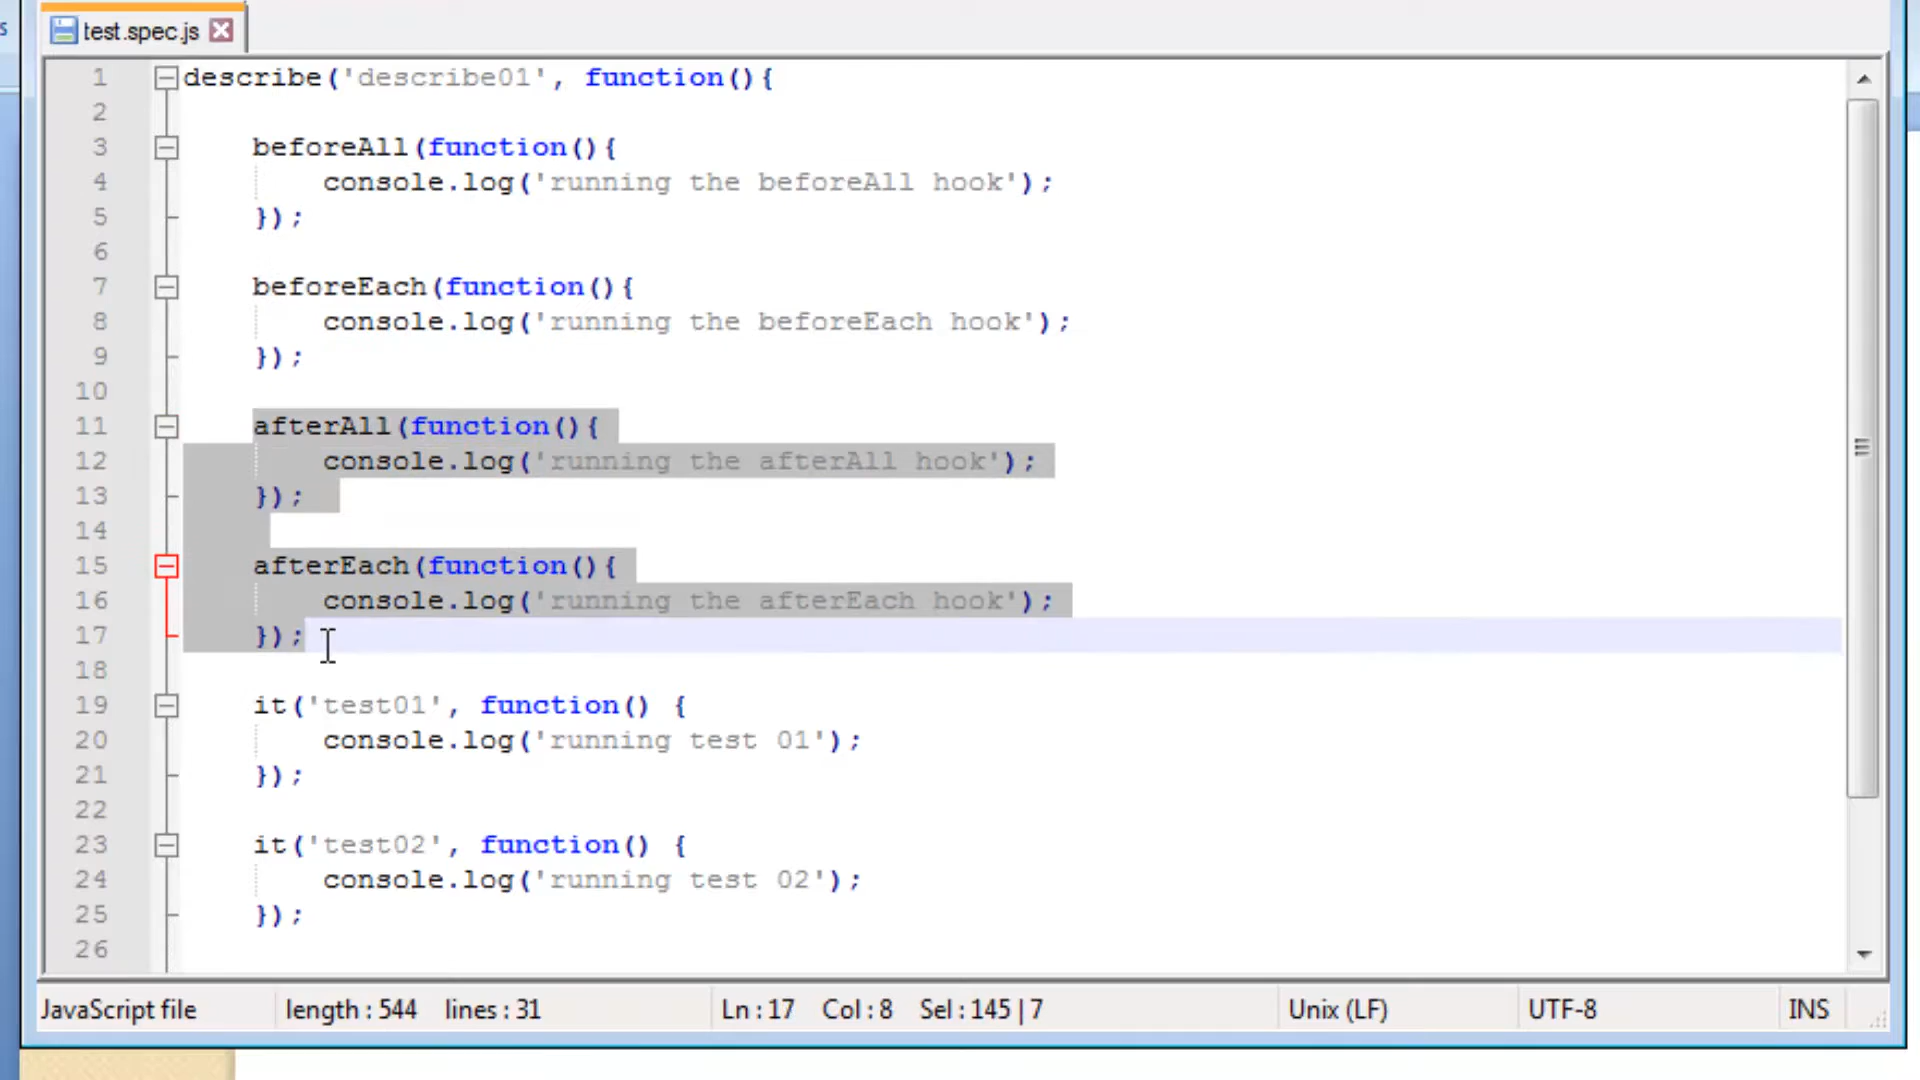 s
test.spec.js
1 describe('describe01', function(){
2
3 beforeAll(function(){
4 console.log('running the beforeAll hook');
5 });
6
7 beforeEach(function(){
8 console.log('running the beforeEach hook');
9 });
10
11 afterAll(function(){
12 console.log('running the afterAll hook');
13 });
14
15 afterEach(function(){
16 console.log('running the afterEach hook');
17 });
18
19 it('test01', function() {
20 console.log('running test 01');
21 });
22
23 it('test02', function() {
24 console.log('running test 02');
25 });
26
JavaScript file length : 544 lines : 31 Ln : 17 Col : 8 Sel : 145 | 7 Unix (LF) UTF-8 INS